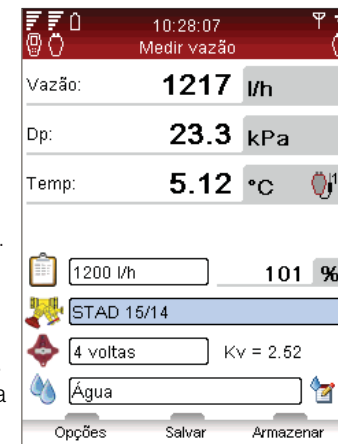 10:28:07
Medir vazão
Vazão: 1217 l/h
Dp: 23.3 kPa
Temp: 5.12 °C 1
1200 l/h 101 %
STAD 15/14
4 voltas Kv = 2.52
Água
a
Opções Salvar Armazenar